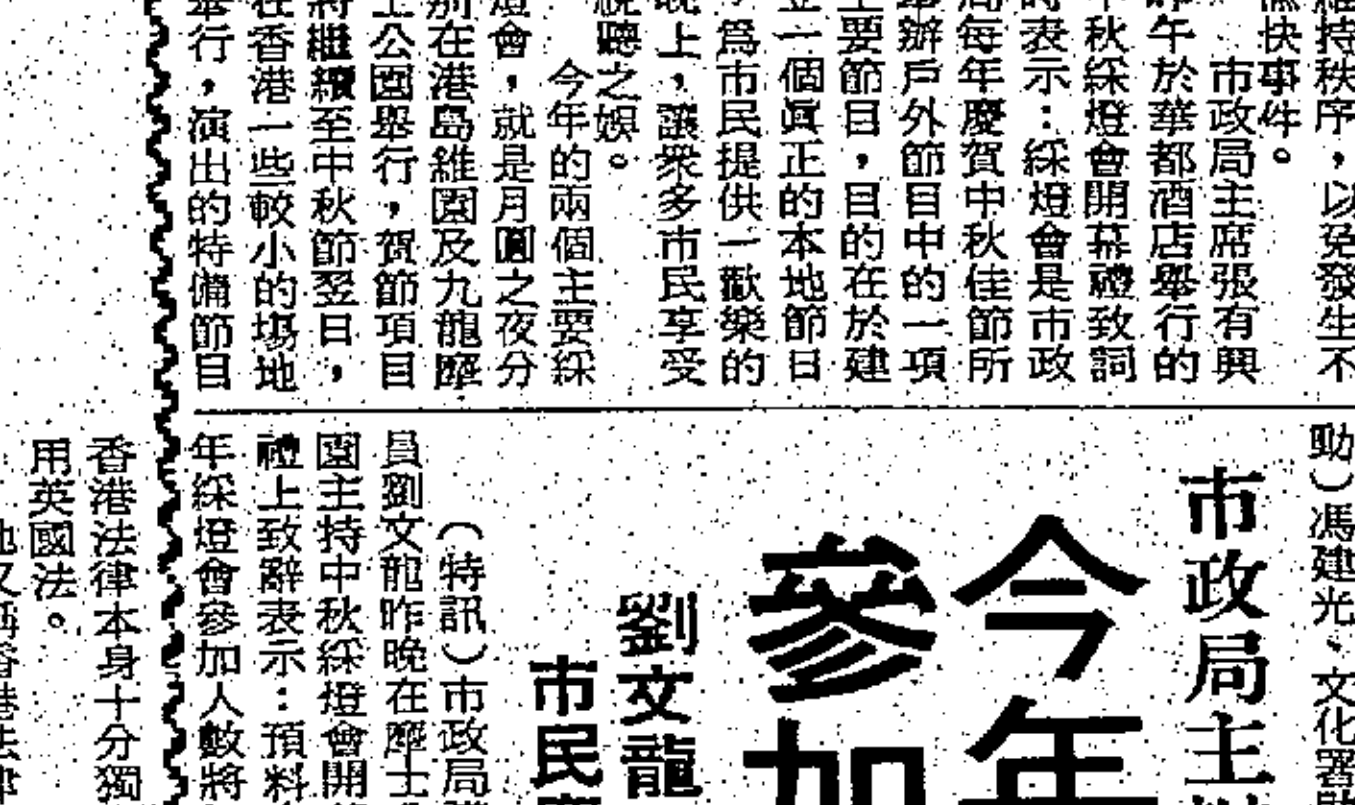 維持秩序，以免發生不
愉快事件。
市政局主席張有興
昨午於華都酒店舉行的
中秋綵燈會開幕禮致詞
時表示：綵燈會是市政
局每年慶賀中秋佳節所
舉辦戶外節目中的一項
主要節目，目的在於建
立一個眞正的本地節日
，爲市民提供一歡樂的
晚上，讓衆多市民享受
視聽之娛。
今年的兩個主要綵
燈會，就是月圓之夜分
別在港島維園及九龍摩
士公園舉行，賀節項目
將繼續至中秋節翌日，
在香港一些較小的場地
舉行，演出的特備節目
動）馮建光、文化署
市政局主
今年
參加
劉文龍
市民
（特訊）市政局
員劉文龍昨晚在摩士
園主持中秋綵燈會開
禮上致辭表示：預料
年綵燈會參加人數將
香港法律本身十分獨
用英國法。
他又稱香港法律